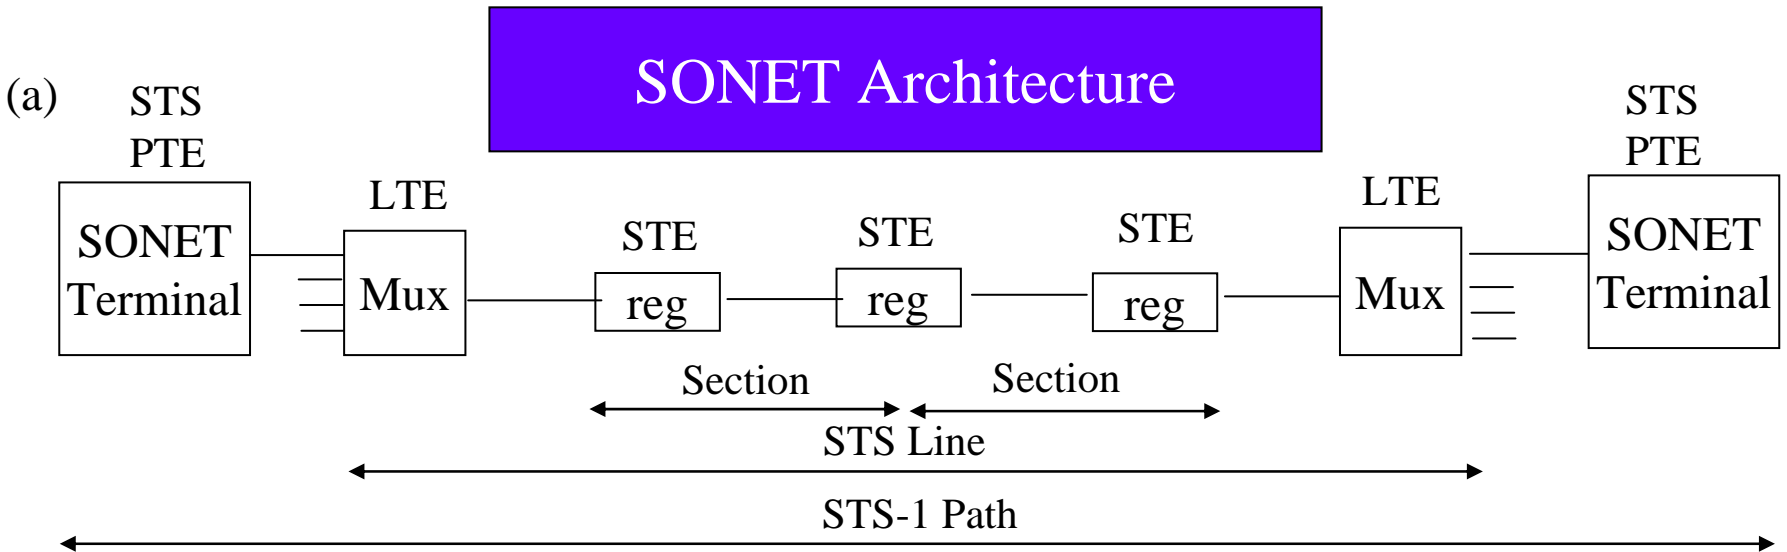 SONET Architecture
(a)
STS
PTE
SONET
Terminal
LTE
Mux
STE
reg
STE
reg
STE
reg
LTE
Mux
STS
PTE
SONET
Terminal
Section
Section
STS Line
STS-1 Path